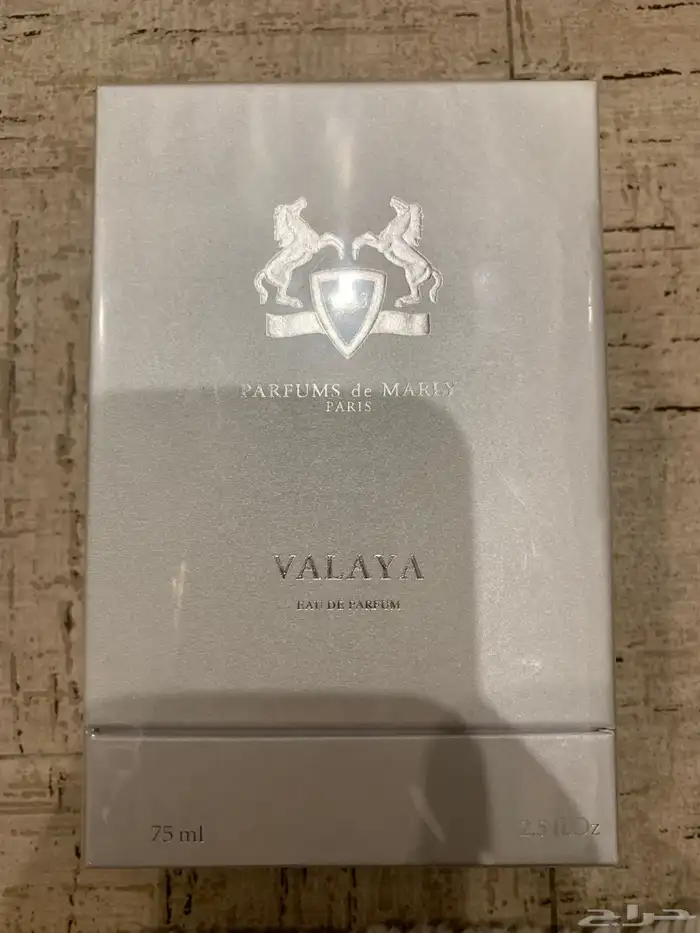 PARFUMS de MARLY
PARIS
VALAYA
EAU DE PARFUM
75 ml 2.5 fl.Oz
حراج